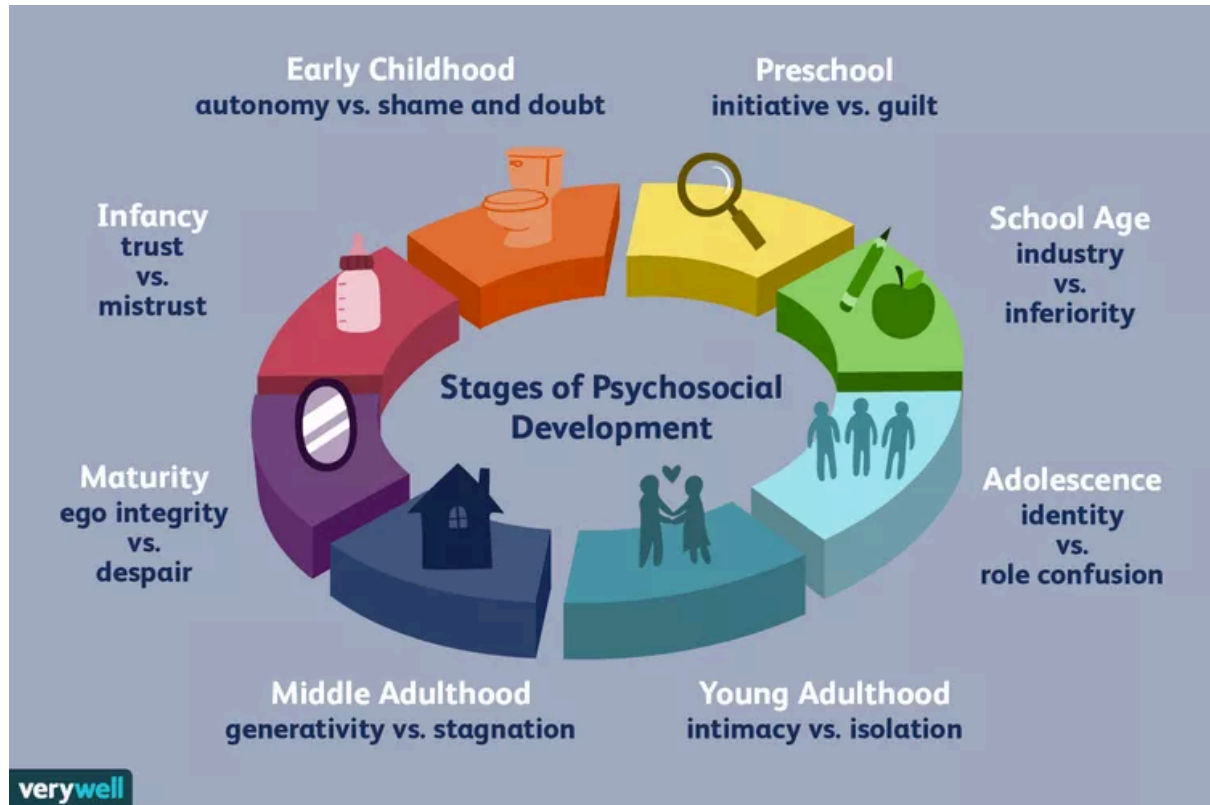 Early Childhood
autonomy vs. shame and doubt
Preschool
initiative vs. guilt
Infancy
trust
vs.
mistrust
School Age
industry
vs.
inferiority
Stages of Psychosocial
Development
Maturity
ego integrity
vs.
despair
Adolescence
identity
vs.
role confusion
Middle Adulthood
generativity vs. stagnation
Young Adulthood
intimacy vs. isolation
verywell